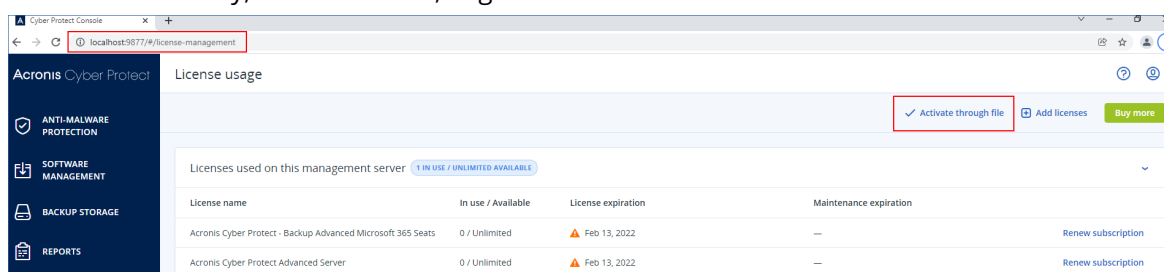 Cyber Protect Console
localhost:9877/#/license-management
Acronis Cyber Protect
License usage
Activate through file
Add licenses
Buy more
ANTI-MALWARE
PROTECTION
SOFTWARE
MANAGEMENT
BACKUP STORAGE
REPORTS
Licenses used on this management server 1 IN USE / UNLIMITED AVAILABLE
License name In use / Available License expiration Maintenance expiration
Acronis Cyber Protect - Backup Advanced Microsoft 365 Seats 0 / Unlimited Feb 13, 2022 — Renew subscription
Acronis Cyber Protect Advanced Server 0 / Unlimited Feb 13, 2022 — Renew subscription